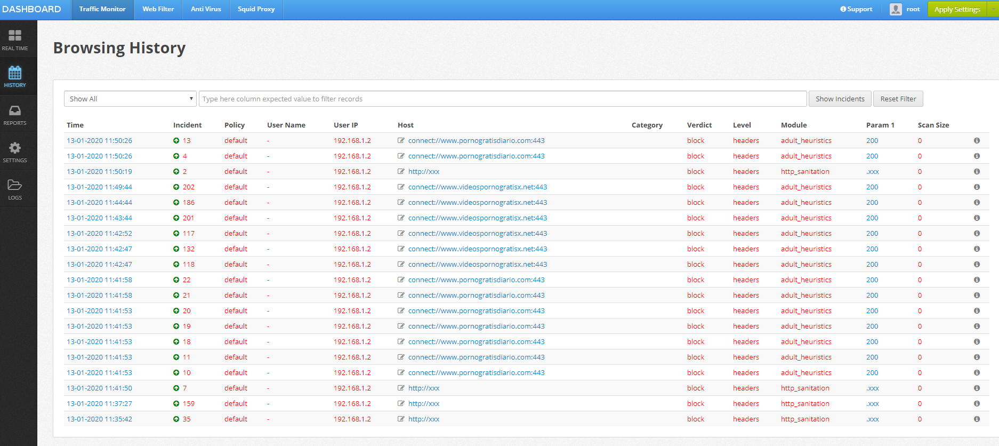 DASHBOARD Traffic Monitor Web Filter Anti Virus Squid Proxy Support root Apply Settings
REAL TIME
HISTORY
REPORTS
SETTINGS
LOGS
Browsing History
Show All Type here column expected value to filter records Show Incidents Reset Filter
Time Incident Policy User Name User IP Host Category Verdict Level Module Param 1 Scan Size
13-01-2020 11:50:26 13 default - 192.168.1.2 connect://www.pornogratisdiario.com:443 block headers adult_heuristics 200 0
13-01-2020 11:50:26 4 default - 192.168.1.2 connect://www.pornogratisdiario.com:443 block headers adult_heuristics 200 0
13-01-2020 11:50:19 2 default - 192.168.1.2 http://xxx block headers http_sanitation .xxx 0
13-01-2020 11:49:44 202 default - 192.168.1.2 connect://www.videospornogratisx.net:443 block headers adult_heuristics 200 0
13-01-2020 11:44:44 186 default - 192.168.1.2 connect://www.videospornogratisx.net:443 block headers adult_heuristics 200 0
13-01-2020 11:43:44 201 default - 192.168.1.2 connect://www.videospornogratisx.net:443 block headers adult_heuristics 200 0
13-01-2020 11:42:52 117 default - 192.168.1.2 connect://www.videospornogratisx.net:443 block headers adult_heuristics 200 0
13-01-2020 11:42:47 132 default - 192.168.1.2 connect://www.videospornogratisx.net:443 block headers adult_heuristics 200 0
13-01-2020 11:42:47 118 default - 192.168.1.2 connect://www.videospornogratisx.net:443 block headers adult_heuristics 200 0
13-01-2020 11:41:58 22 default - 192.168.1.2 connect://www.pornogratisdiario.com:443 block headers adult_heuristics 200 0
13-01-2020 11:41:58 21 default - 192.168.1.2 connect://www.pornogratisdiario.com:443 block headers adult_heuristics 200 0
13-01-2020 11:41:53 20 default - 192.168.1.2 connect://www.pornogratisdiario.com:443 block headers adult_heuristics 200 0
13-01-2020 11:41:53 19 default - 192.168.1.2 connect://www.pornogratisdiario.com:443 block headers adult_heuristics 200 0
13-01-2020 11:41:53 18 default - 192.168.1.2 connect://www.pornogratisdiario.com:443 block headers adult_heuristics 200 0
13-01-2020 11:41:53 11 default - 192.168.1.2 connect://www.pornogratisdiario.com:443 block headers adult_heuristics 200 0
13-01-2020 11:41:53 10 default - 192.168.1.2 connect://www.pornogratisdiario.com:443 block headers adult_heuristics 200 0
13-01-2020 11:41:50 7 default - 192.168.1.2 http://xxx block headers http_sanitation .xxx 0
13-01-2020 11:37:27 159 default - 192.168.1.2 http://xxx block headers http_sanitation .xxx 0
13-01-2020 11:35:42 35 default - 192.168.1.2 http://xxx block headers http_sanitation .xxx 0